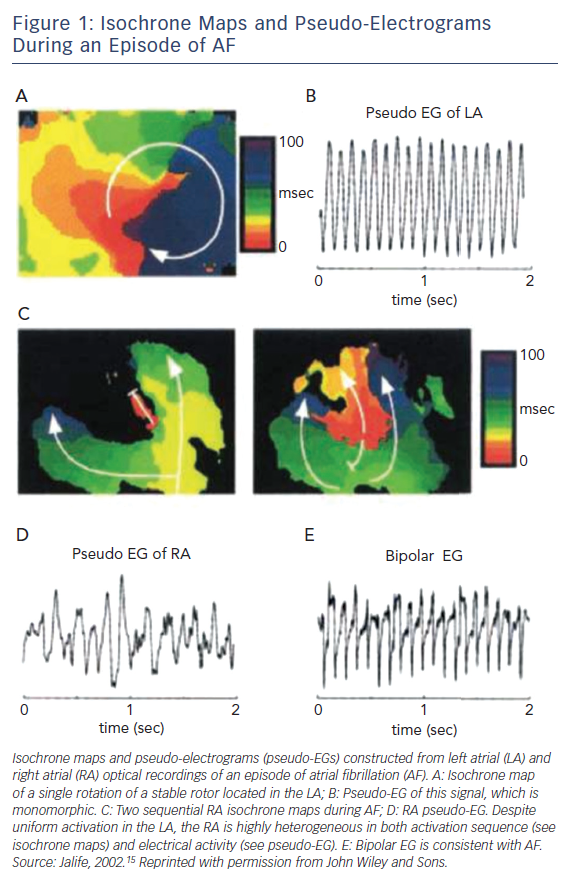 Figure 1: Isochrone Maps and Pseudo-Electrograms
During an Episode of AF
A
B
Pseudo EG of LA
100
msec
0
0 1 2
time (sec)
C
100
msec
0
D
Pseudo EG of RA
0 1 2
time (sec)
E
Bipolar EG
0 1 2
time (sec)
Isochrone maps and pseudo-electrograms (pseudo-EGs) constructed from left atrial (LA) and
right atrial (RA) optical recordings of an episode of atrial fibrillation (AF). A: Isochrone map
of a single rotation of a stable rotor located in the LA; B: Pseudo-EG of this signal, which is
monomorphic. C: Two sequential RA isochrone maps during AF; D: RA pseudo-EG. Despite
uniform activation in the LA, the RA is highly heterogeneous in both activation sequence (see
isochrone maps) and electrical activity (see pseudo-EG). E: Bipolar EG is consistent with AF.
Source: Jalife, 2002.15 Reprinted with permission from John Wiley and Sons.